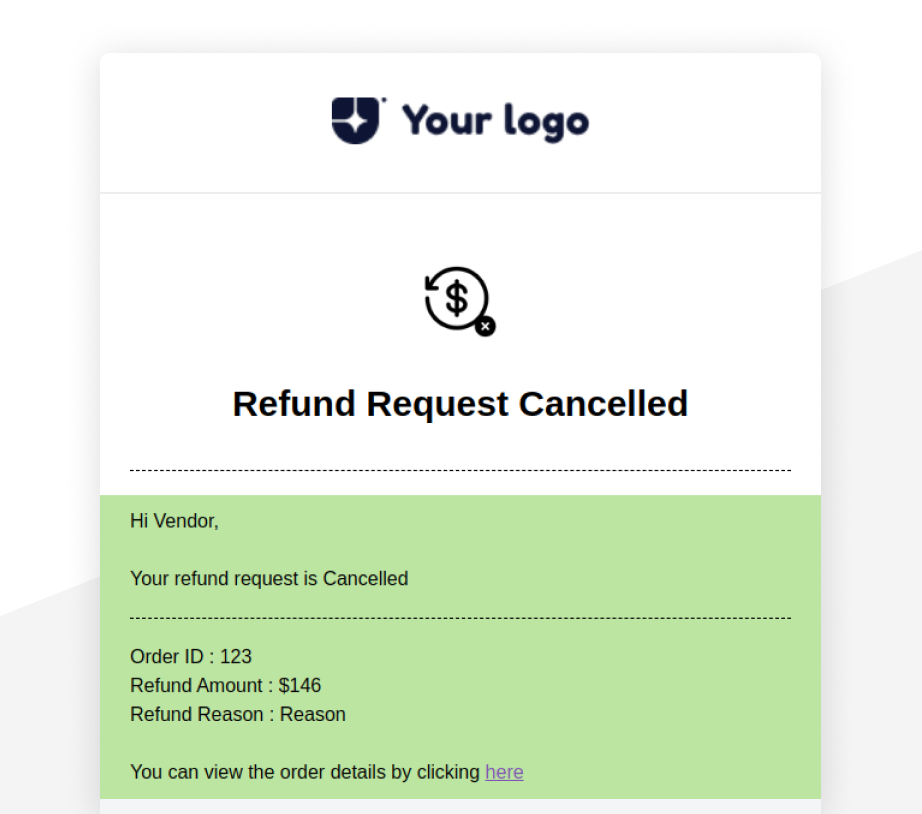 Your logo
$
Refund Request Cancelled
Hi Vendor,
Your refund request is Cancelled
Order ID : 123
Refund Amount : $146
Refund Reason : Reason
You can view the order details by clicking here